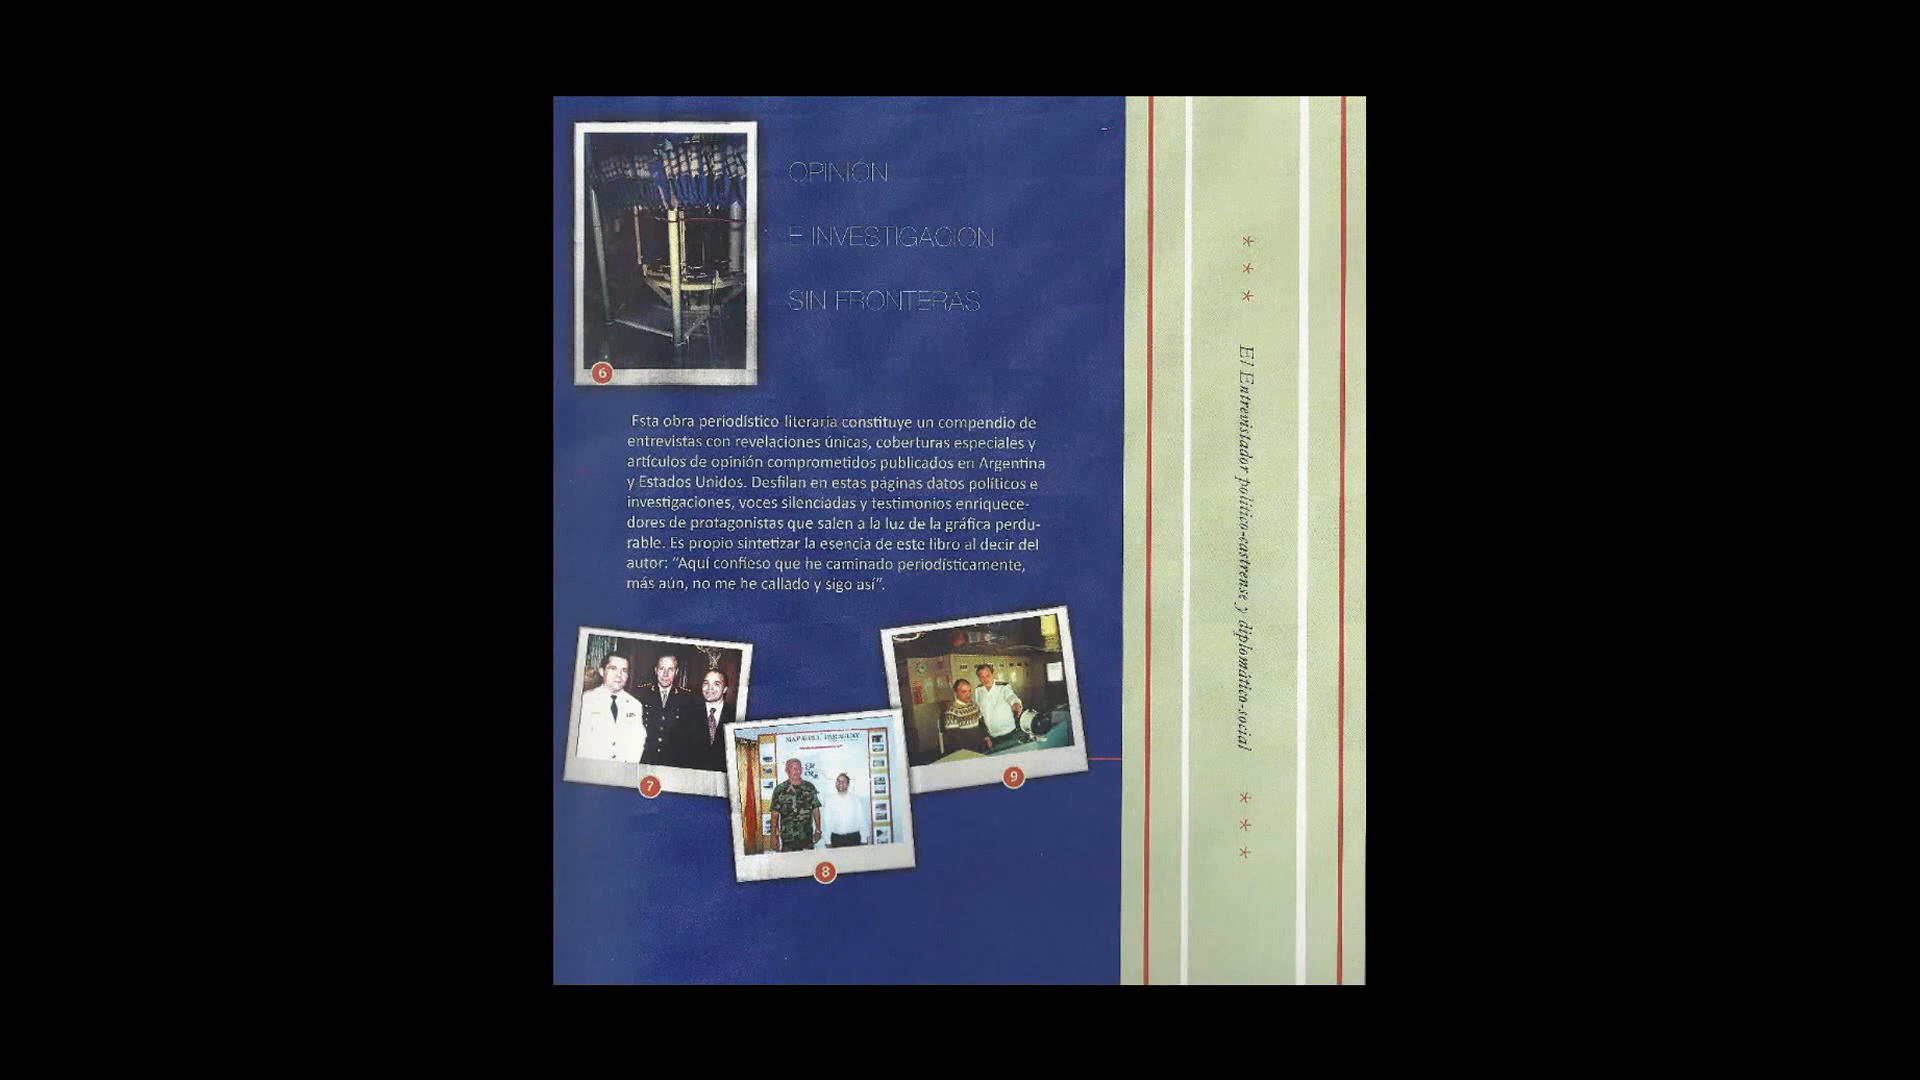 OPINIÓN
E INVESTIGACIÓN
SIN FRONTERAS
6
Esta obra periodístico literaria constituye un compendio de
entrevistas con revelaciones únicas, coberturas especiales y
artículos de opinión comprometidos publicados en Argentina
y Estados Unidos. Desfilan en estas páginas datos políticos e
investigaciones, voces silenciadas y testimonios enriquece-
dores de protagonistas que salen a la luz de la gráfica perdu-
rable. Es propio sintetizar la esencia de este libro al decir del
autor: “Aquí confieso que he caminado periodísticamente,
más aún, no me he callado y sigo así”.
7
MAPA DEL PARAGUAY
8
9
* * * El Entrevistador político-castrense y diplomático-social * * *